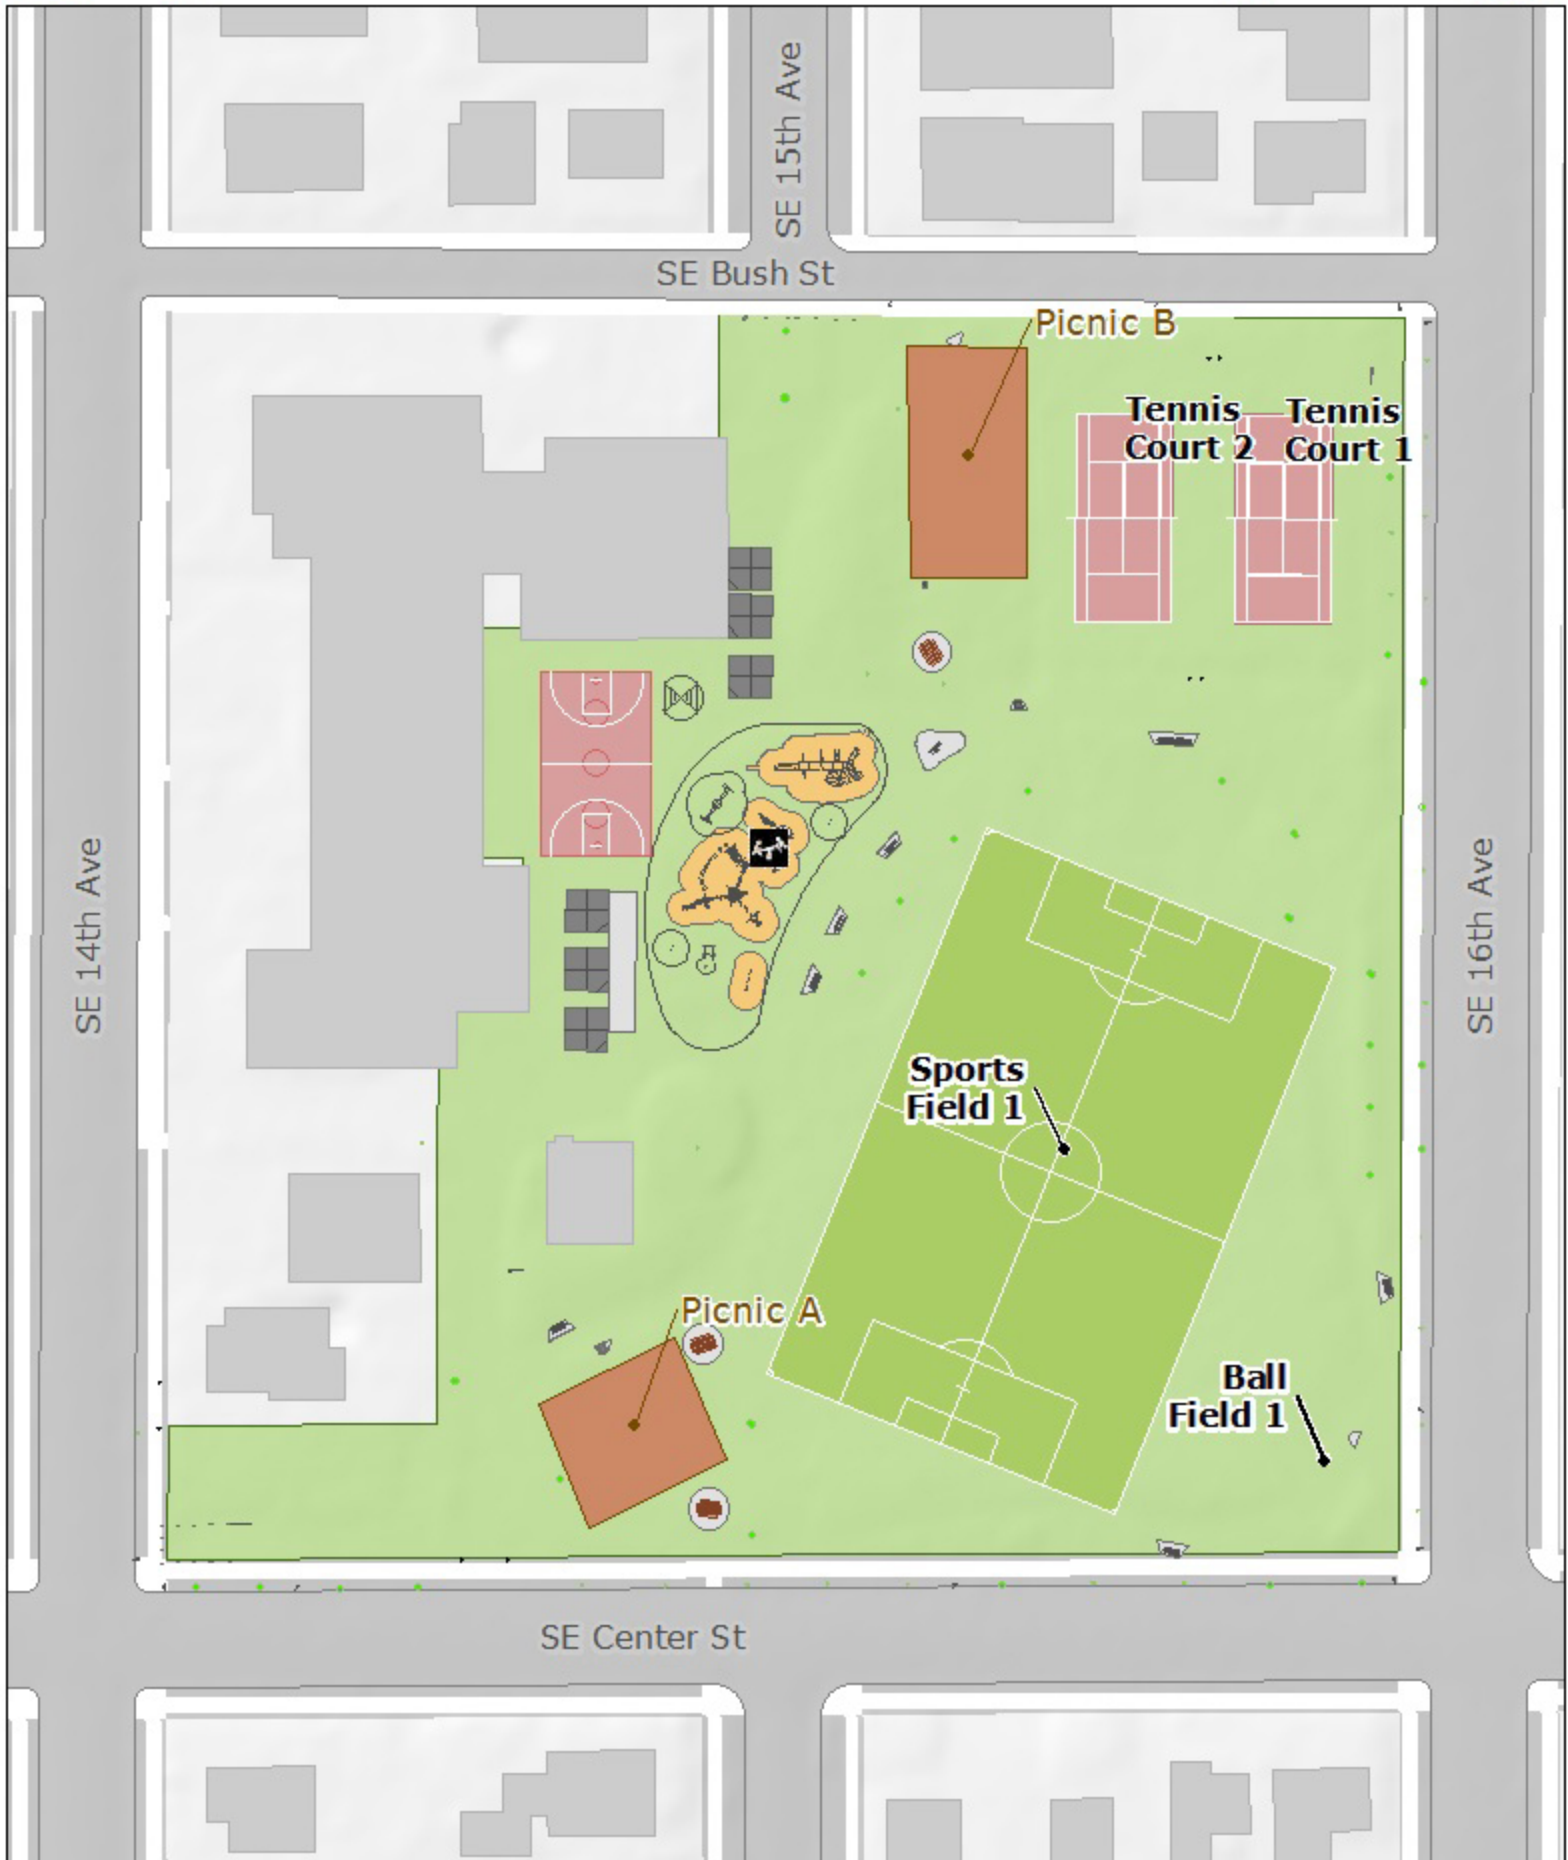 SE 15th Ave
SE Bush St
Picnic B
Tennis
Court 2
Tennis
Court 1
SE 14th Ave
SE 16th Ave
Sports
Field 1
Picnic A
Ball
Field 1
SE Center St